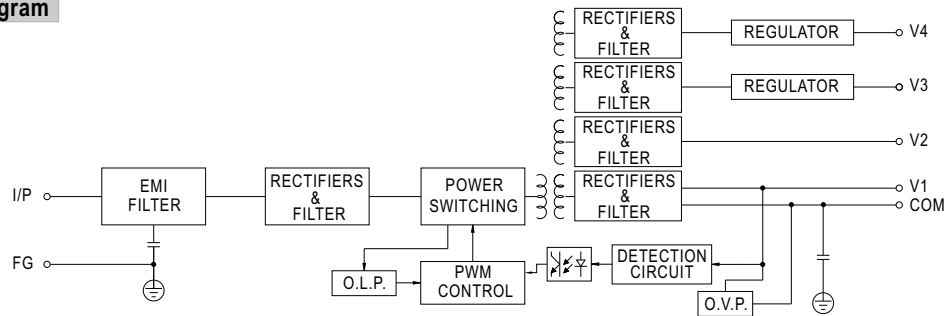 gram
RECTIFIERS
&
FILTER
REGULATOR
V4
RECTIFIERS
&
FILTER
REGULATOR
V3
RECTIFIERS
&
FILTER
V2
I/P
EMI
FILTER
RECTIFIERS
&
FILTER
POWER
SWITCHING
RECTIFIERS
&
FILTER
V1
COM
FG
O.L.P.
PWM
CONTROL
DETECTION
CIRCUIT
O.V.P.